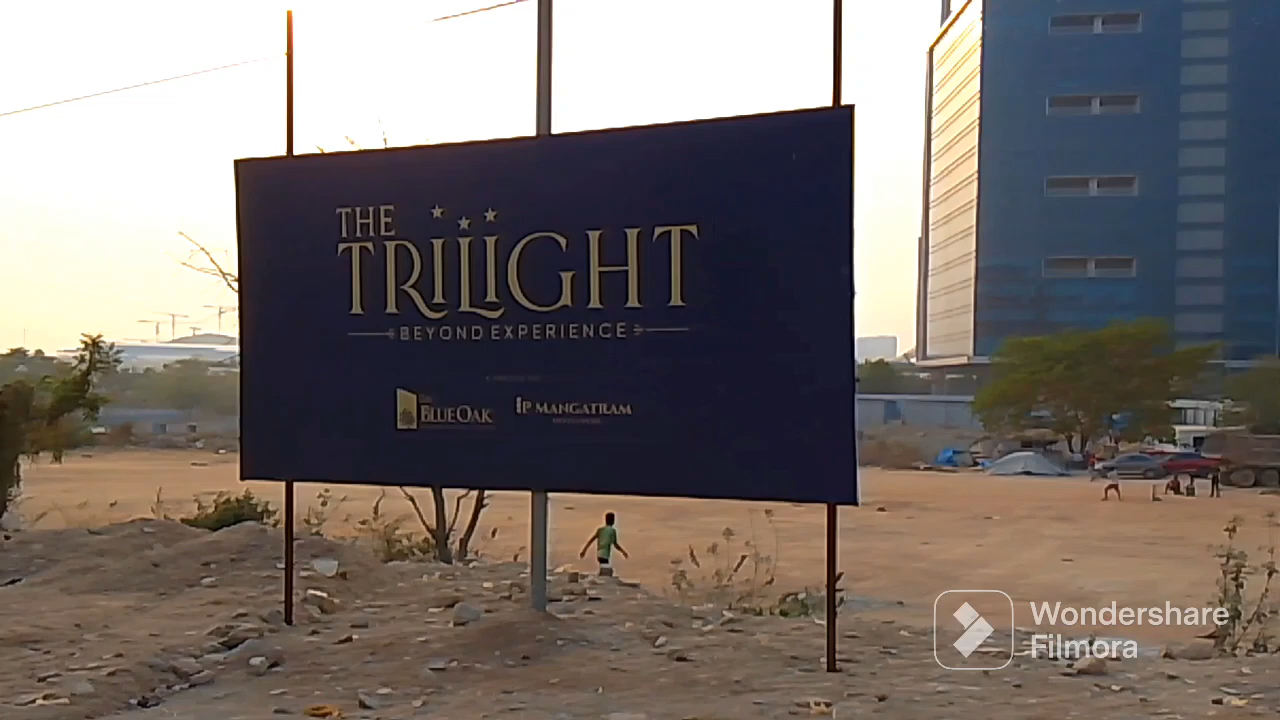 THE
TRILIGHT
BEYOND EXPERIENCE
BLUEOAK
IP MANGATRAM
Wondershare
Filmora